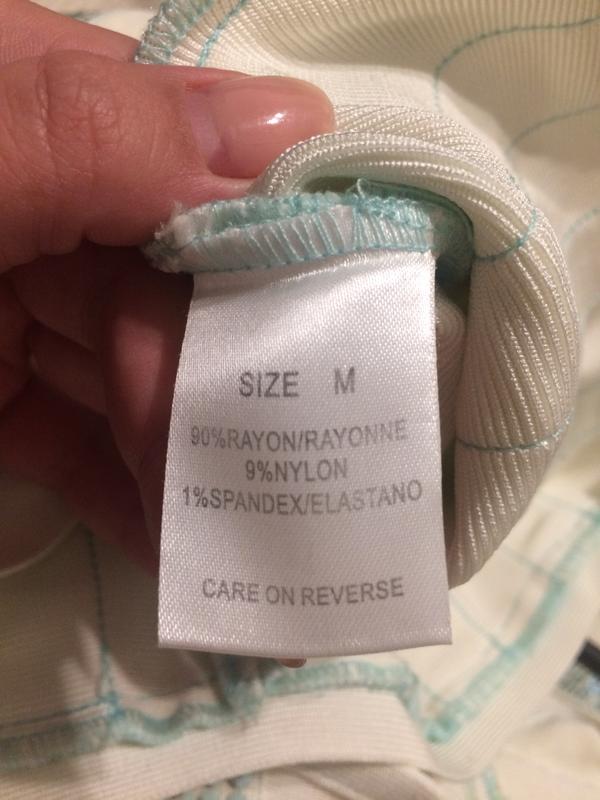 SIZE M
90%RAYON/RAYONNE
9%NYLON
1%SPANDEX/ELASTANO
CARE ON REVERSE